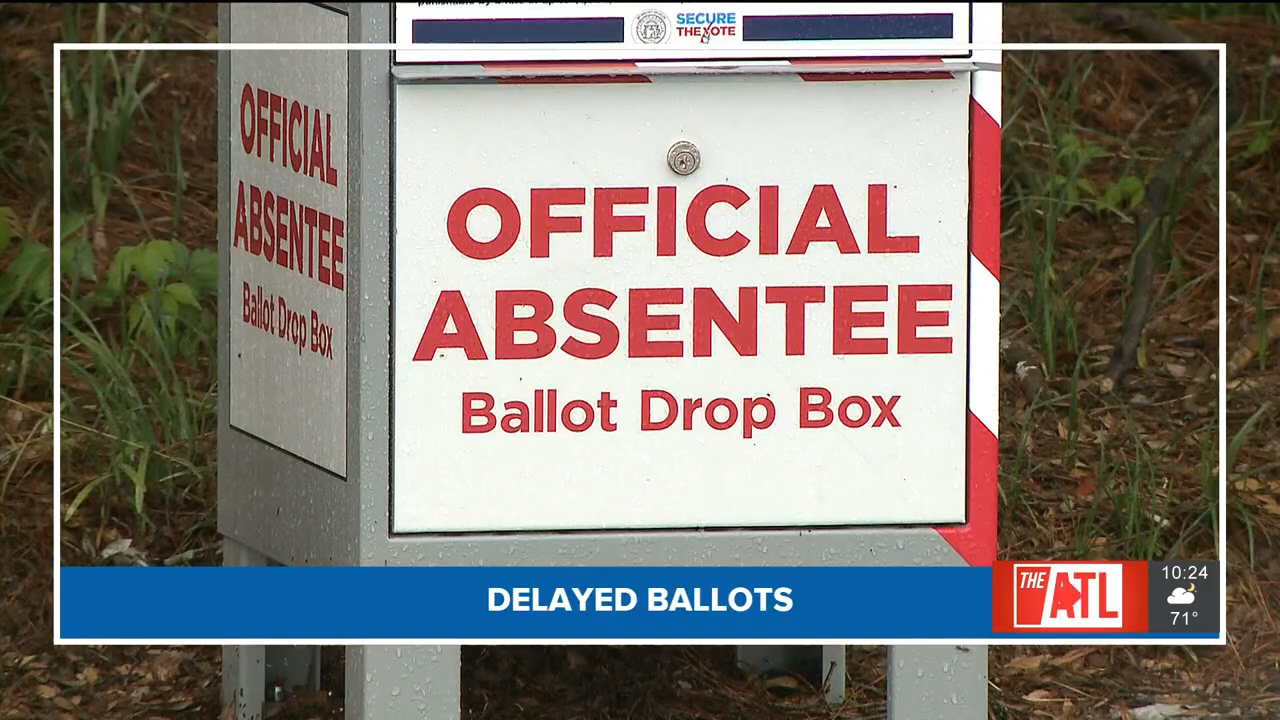 SECURE
THE VOTE
OFFICIAL
ABSENTEE
Ballot Drop Box
OFFICIAL
ABSENTEE
Ballot Drop Box
DELAYED BALLOTS
THE ATL
10:24
71°